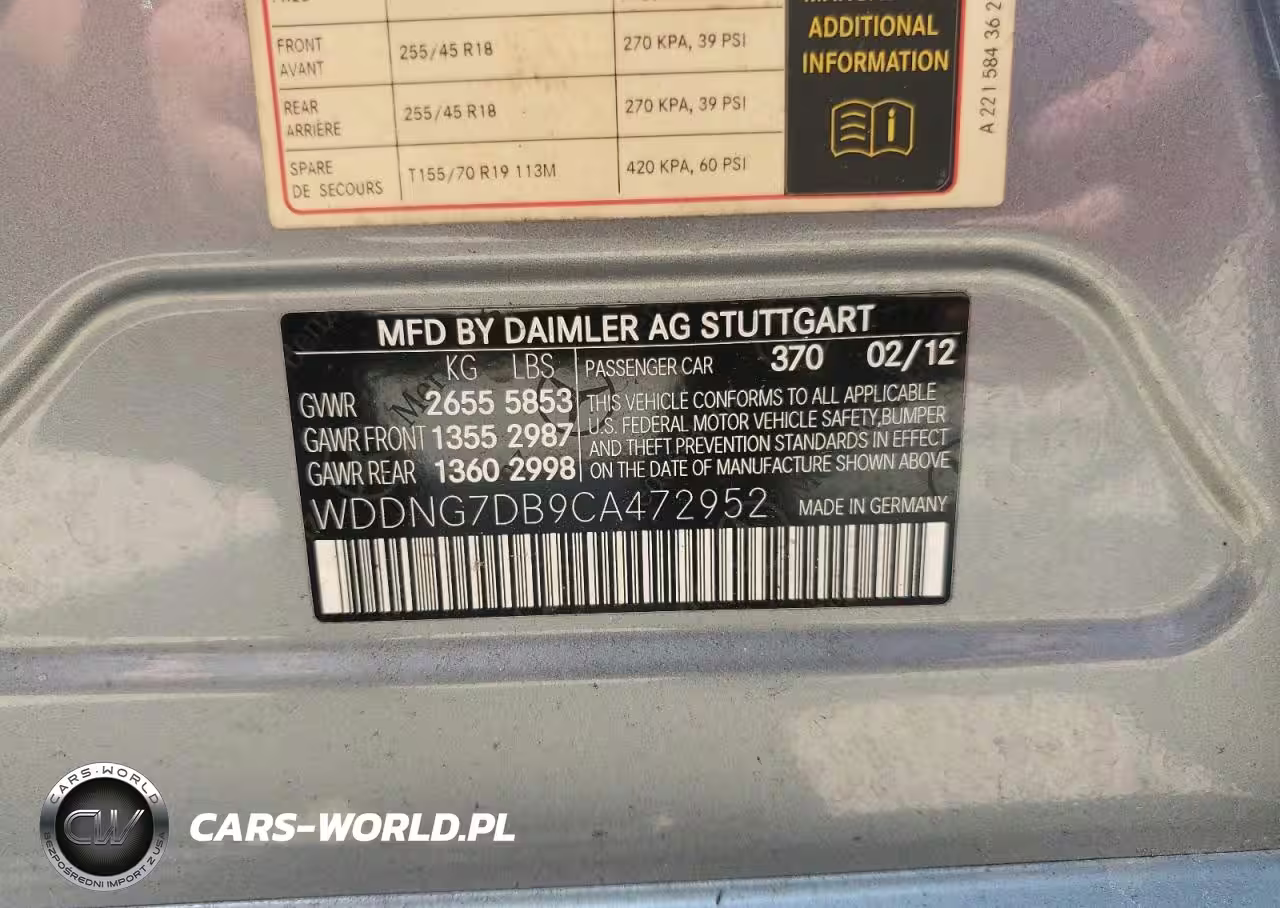 FRONT
AVANT
255/45 R18
270 KPA, 39 PSI
REAR
ARRIÈRE
255/45 R18
270 KPA, 39 PSI
SPARE
DE SECOURS
T155/70 R19 113M
420 KPA, 60 PSI
ADDITIONAL
INFORMATION
A 221 584 36 2
MFD BY DAIMLER AG STUTTGART
KG LBS
PASSENGER CAR 370 02/12
GVWR 2655 5853
GAWR FRONT 1355 2987
GAWR REAR 1360 2998
THIS VEHICLE CONFORMS TO ALL APPLICABLE
U.S. FEDERAL MOTOR VEHICLE SAFETY,BUMPER
AND THEFT PREVENTION STANDARDS IN EFFECT
ON THE DATE OF MANUFACTURE SHOWN ABOVE
WDDNG7DB9CA472952 MADE IN GERMANY
CARS-WORLD
CW
BEZPOŚREDNI IMPORT Z USA
CARS-WORLD.PL